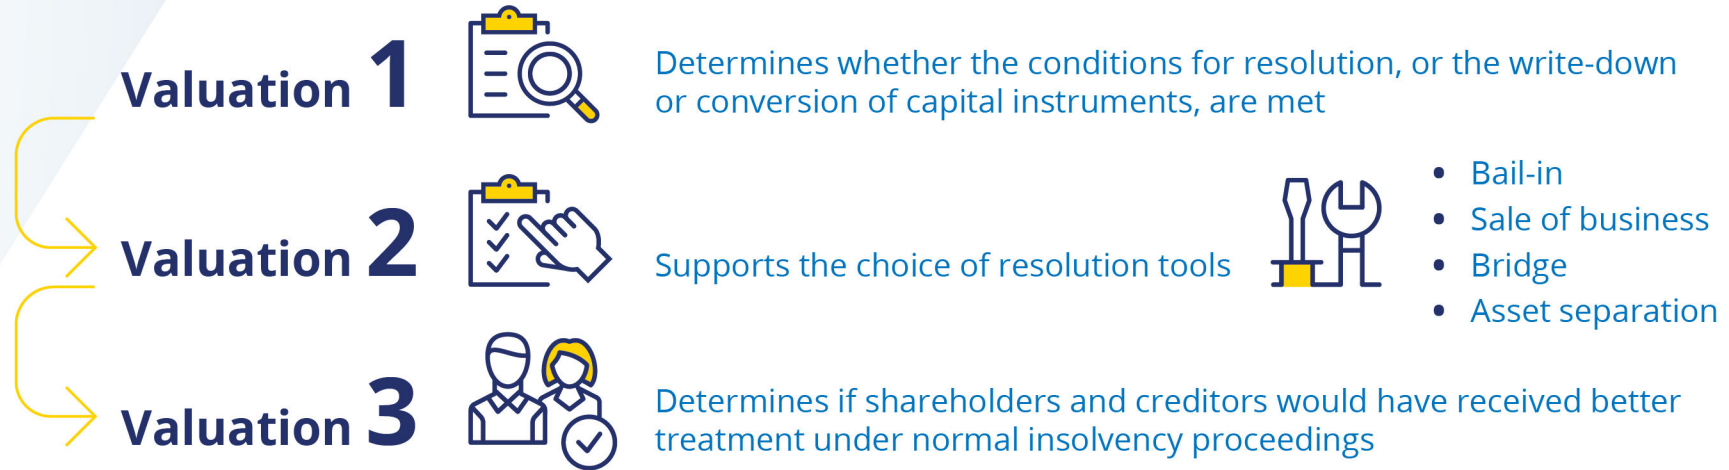 Valuation 1
Determines whether the conditions for resolution, or the write-down
or conversion of capital instruments, are met
Valuation 2
Supports the choice of resolution tools
• Bail-in
• Sale of business
• Bridge
• Asset separation
Valuation 3
Determines if shareholders and creditors would have received better
treatment under normal insolvency proceedings